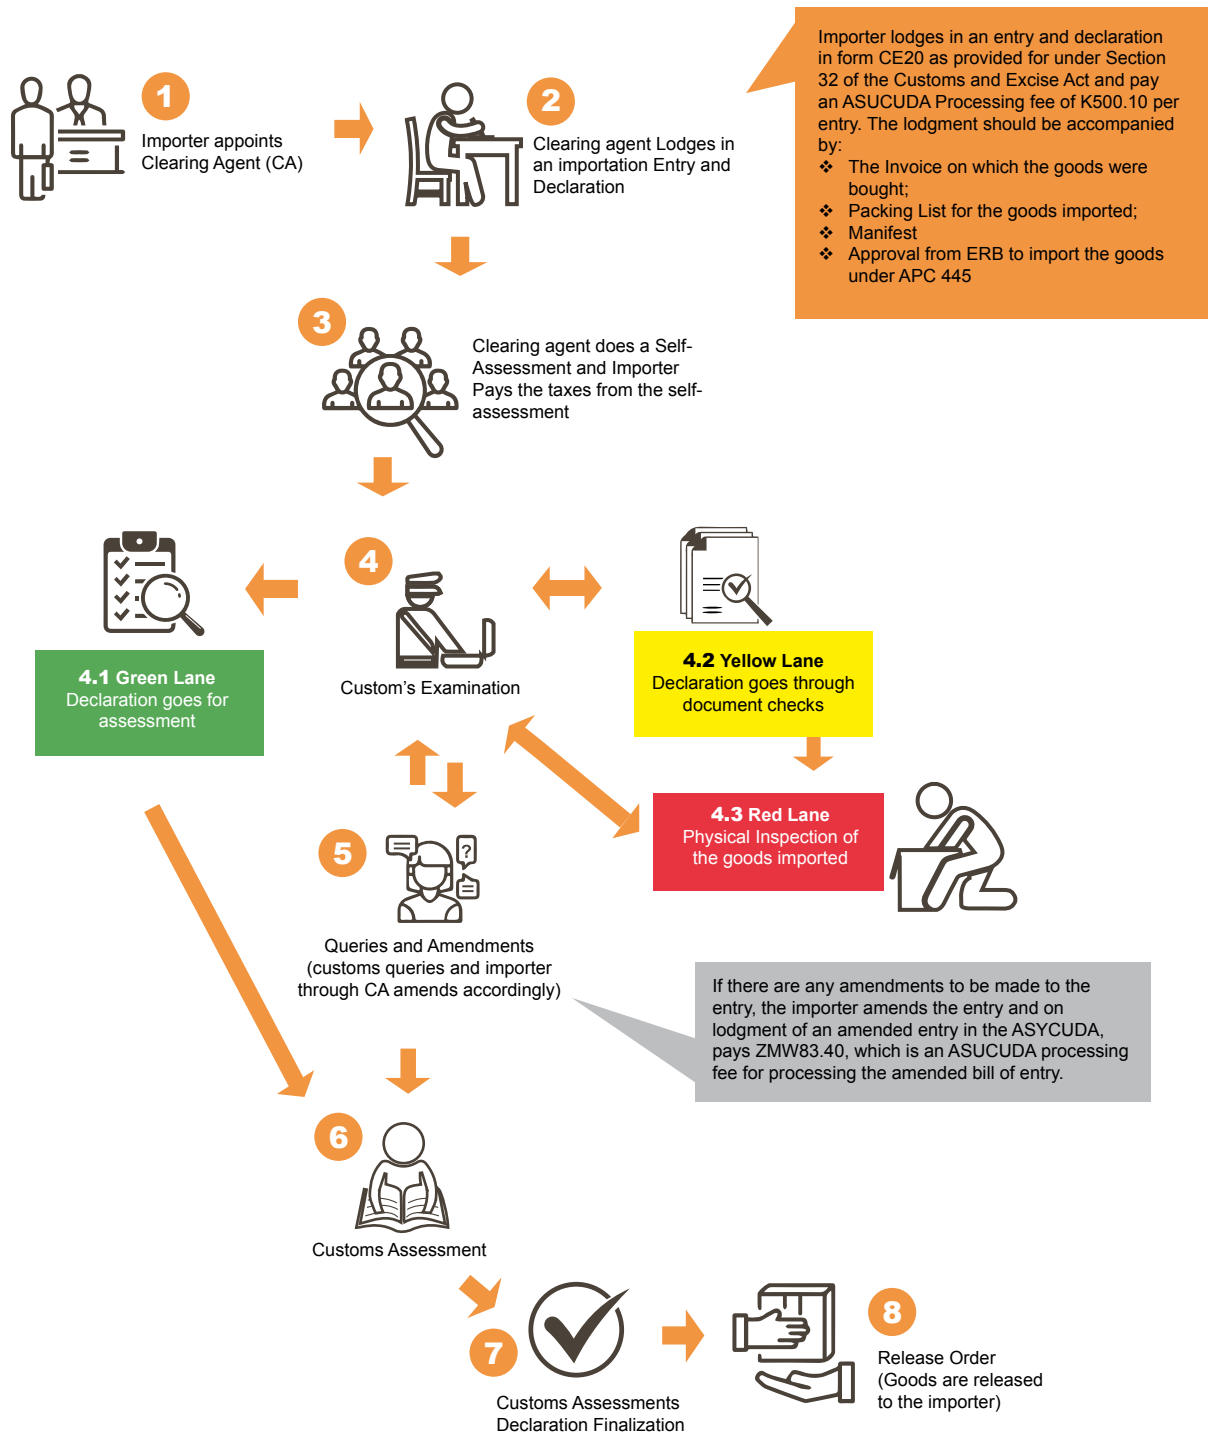 1
Importer appoints
Clearing Agent (CA)
2
Clearing agent Lodges in
an importation Entry and
Declaration
Importer lodges in an entry and declaration
in form CE20 as provided for under Section
32 of the Customs and Excise Act and pay
an ASUCUDA Processing fee of K500.10 per
entry. The lodgment should be accompanied
by:
❖ The Invoice on which the goods were
bought;
❖ Packing List for the goods imported;
❖ Manifest
❖ Approval from ERB to import the goods
under APC 445
3
Clearing agent does a Self-
Assessment and Importer
Pays the taxes from the self-
assessment
4
Custom’s Examination
4.1 Green Lane
Declaration goes for
assessment
4.2 Yellow Lane
Declaration goes through
document checks
4.3 Red Lane
Physical Inspection of
the goods imported
5
?
Queries and Amendments
(customs queries and importer
through CA amends accordingly)
If there are any amendments to be made to the
entry, the importer amends the entry and on
lodgment of an amended entry in the ASYCUDA,
pays ZMW83.40, which is an ASUCUDA processing
fee for processing the amended bill of entry.
6
Customs Assessment
7
Customs Assessments
Declaration Finalization
8
Release Order
(Goods are released
to the importer)